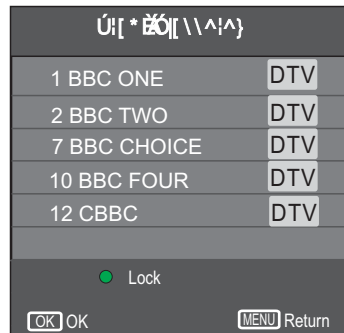 1 BBC ONE DTV
2 BBC TWO DTV
7 BBC CHOICE DTV
10 BBC FOUR DTV
12 CBBC DTV
Lock
OK OK MENU Return